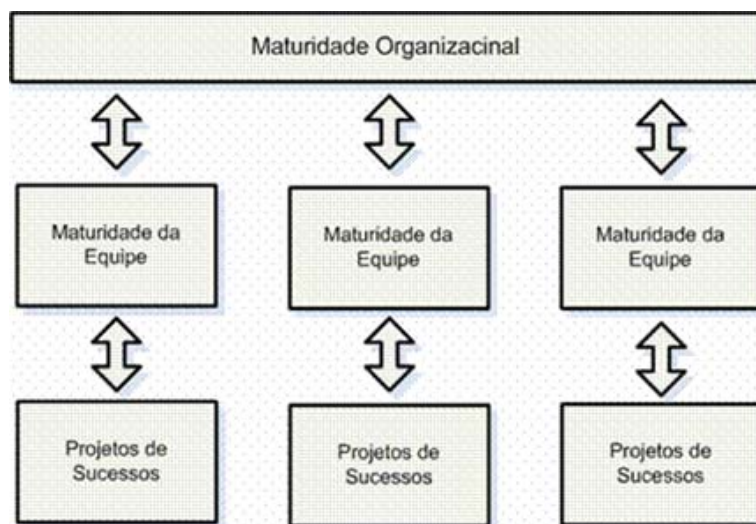 Maturidade Organizacinal
Maturidade da
Equipe
Maturidade da
Equipe
Maturidade da
Equipe
Projetos de
Sucessos
Projetos de
Sucessos
Projetos de
Sucessos